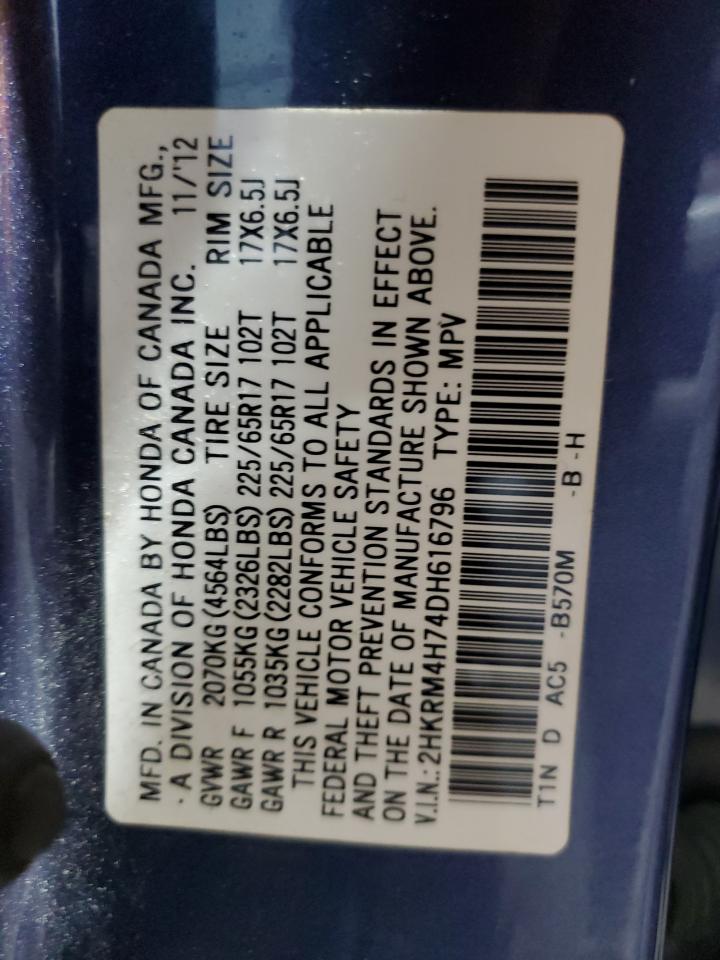 MFD. IN CANADA BY HONDA OF CANADA MFG.,
A DIVISION OF HONDA CANADA INC. 11/'12
GVWR 2070KG (4564LBS) TIRE SIZE RIM SIZE
GAWR F 1055KG (2326LBS) 225/65R17 102T 17X6.5J
GAWR R 1035KG (2282LBS) 225/65R17 102T 17X6.5J
THIS VEHICLE CONFORMS TO ALL APPLICABLE
FEDERAL MOTOR VEHICLE SAFETY
AND THEFT PREVENTION STANDARDS IN EFFECT
ON THE DATE OF MANUFACTURE SHOWN ABOVE.
V.I.N.: 2HKRM4H74DH616796 TYPE: MPV
T1N D AC5 -B570M -B -H